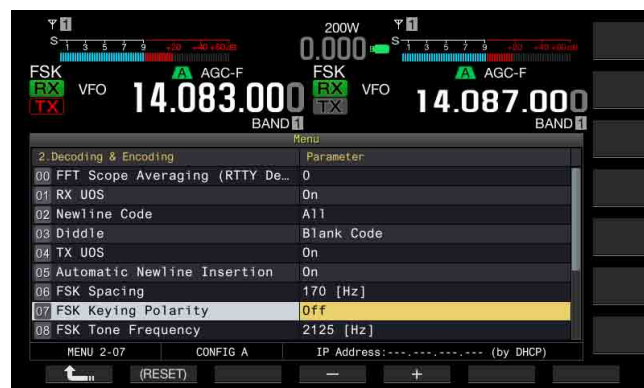 1 200W 1
S 1 3 5 7 9 +20 +40 +60dB 0.000 S 1 3 5 7 9 +20 +40 +60dB
FSK A AGC-F FSK A AGC-F
RX VFO 14.083.000 RX VFO 14.087.000
TX TX
BAND 1 BAND 1
Menu
2.Decoding & Encoding Parameter
00 FFT Scope Averaging (RTTY De… 0
01 RX UOS On
02 Newline Code All
03 Diddle Blank Code
04 TX UOS On
05 Automatic Newline Insertion On
06 FSK Spacing 170 [Hz]
07 FSK Keying Polarity Off
08 FSK Tone Frequency 2125 [Hz]
MENU 2-07 CONFIG A IP Address:---.---.---.--- (by DHCP)
(RESET) − +